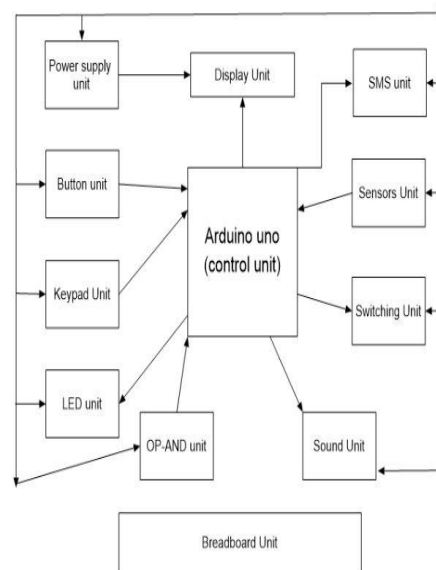 Power supply
unit
Display Unit
SMS unit
Button unit
Sensors Unit
Arduino uno
(control unit)
Keypad Unit
Switching Unit
LED unit
OP-AND unit
Sound Unit
Breadboard Unit